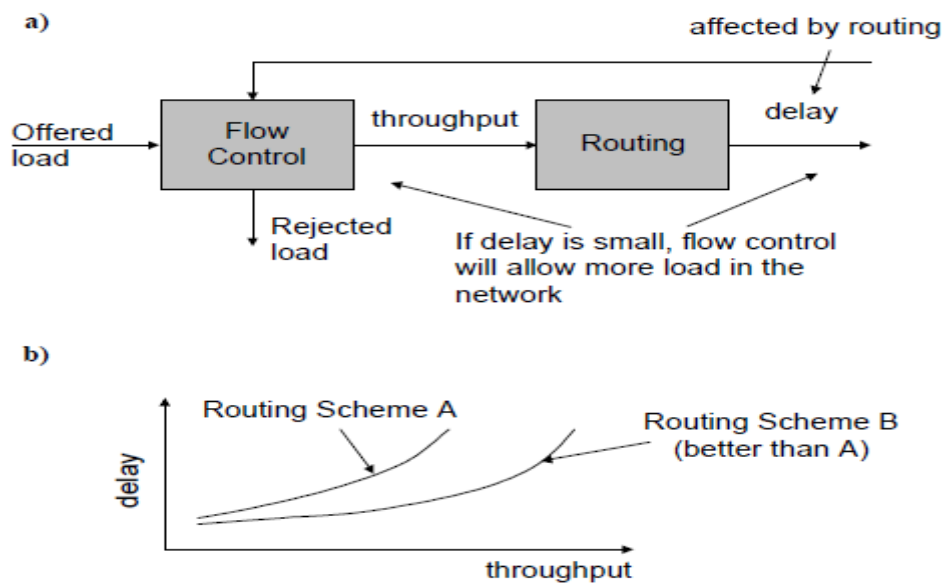 a)
affected by routing
Offered
load
Flow
Control
throughput
Routing
delay
Rejected
load
If delay is small, flow control
will allow more load in the
network
b)
Routing Scheme A
Routing Scheme B
(better than A)
delay
throughput